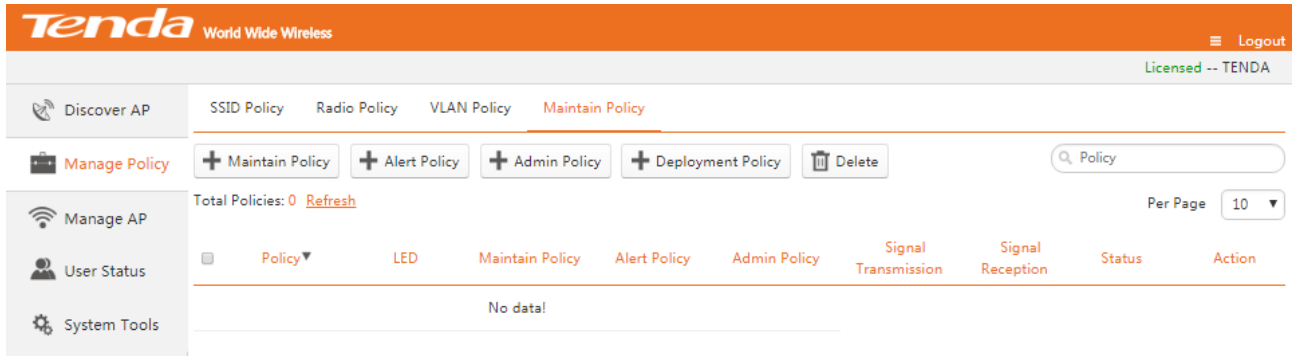 Tenda World Wide Wireless
≡ Logout
Licensed -- TENDA
Discover AP
Manage Policy
Manage AP
User Status
System Tools
SSID Policy Radio Policy VLAN Policy Maintain Policy
Maintain Policy Alert Policy Admin Policy Deployment Policy Delete Policy
Total Policies: 0 Refresh Per Page 10
Policy▼ LED Maintain Policy Alert Policy Admin Policy Signal Transmission Signal Reception Status Action
No data!